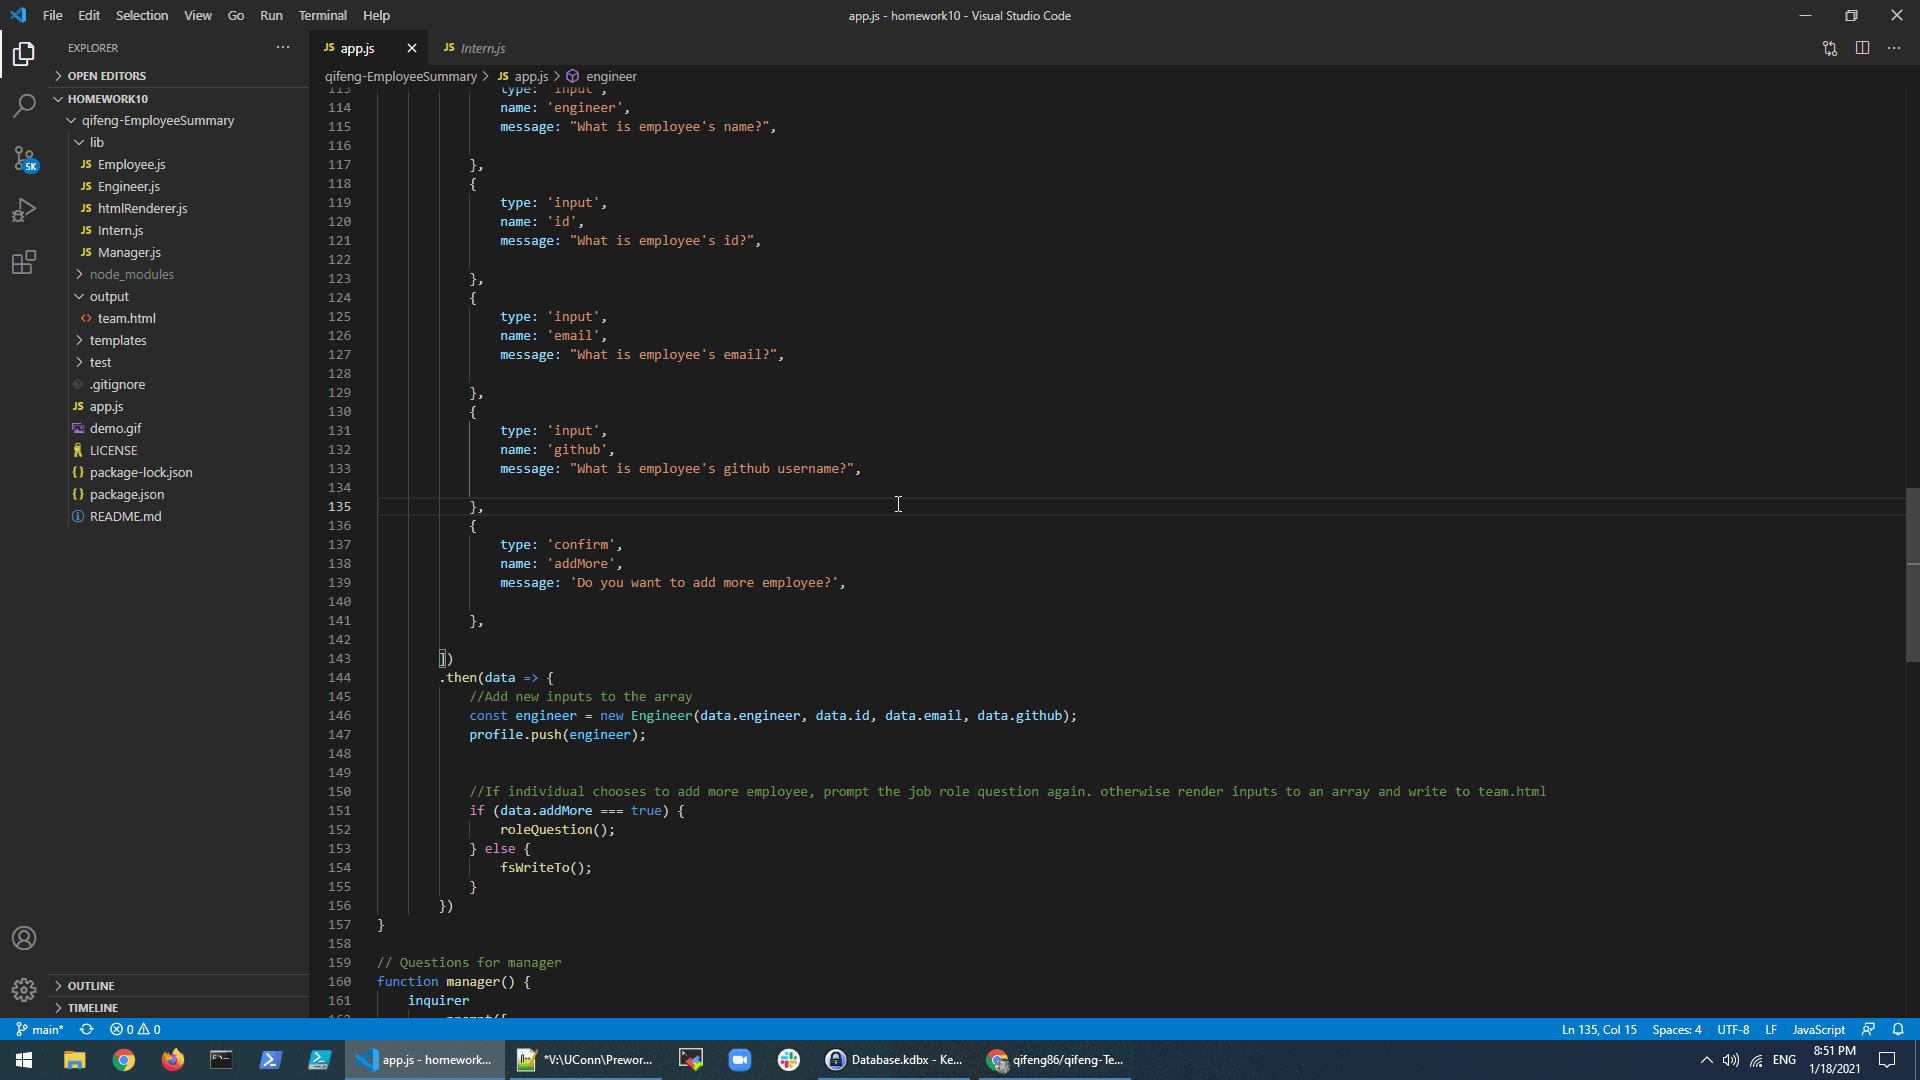 File Edit Selection View Go Run Terminal Help
app.js - homework10 - Visual Studio Code
EXPLORER
OPEN EDITORS
HOMEWORK10
qifeng-EmployeeSummary
lib
JS Employee.js
JS Engineer.js
JS htmlRenderer.js
JS Intern.js
JS Manager.js
node_modules
output
<> team.html
templates
test
.gitignore
JS app.js
demo.gif
LICENSE
{} package-lock.json
{} package.json
README.md
OUTLINE
TIMELINE
5K
JS app.js
JS Intern.js
qifeng-EmployeeSummary > JS app.js > engineer
113 type: 'input',
114 name: 'engineer',
115 message: "What is employee's name?",
116
117 },
118 {
119 type: 'input',
120 name: 'id',
121 message: "What is employee's id?",
122
123 },
124 {
125 type: 'input',
126 name: 'email',
127 message: "What is employee's email?",
128
129 },
130 {
131 type: 'input',
132 name: 'github',
133 message: "What is employee's github username?",
134
135 },
136 {
137 type: 'confirm',
138 name: 'addMore',
139 message: 'Do you want to add more employee?',
140
141 },
142
143 ])
144 .then(data => {
145 //Add new inputs to the array
146 const engineer = new Engineer(data.engineer, data.id, data.email, data.github);
147 profile.push(engineer);
148
149
150 //If individual chooses to add more employee, prompt the job role question again. otherwise render inputs to an array and write to team.html
151 if (data.addMore === true) {
152 roleQuestion();
153 } else {
154 fsWriteTo();
155 }
156 })
157 }
158
159 // Questions for manager
160 function manager() {
161 inquirer
162 .prompt([
main* 0 0
Ln 135, Col 15 Spaces: 4 UTF-8 LF JavaScript
app.js - homework...
*V:\UConn\Prewor...
Database.kdbx - Ke...
qifeng86/qifeng-Te...
ENG
8:51 PM
1/18/2021